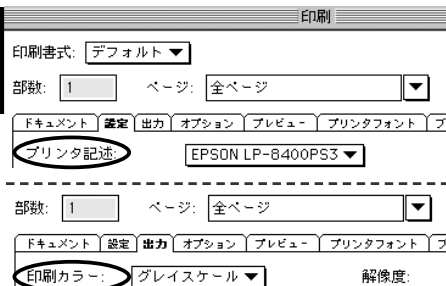 印刷
印刷書式: デフォルト
部数: 1 ページ: 全ページ
ドキュメント 設定 出力 オプション プレビュー プリンタフォント プ
プリンタ記述: EPSON LP-8400PS3
部数: 1 ページ: 全ページ
ドキュメント 設定 出力 オプション プレビュー プリンタフォント プ
印刷カラー: グレイスケール 解像度: